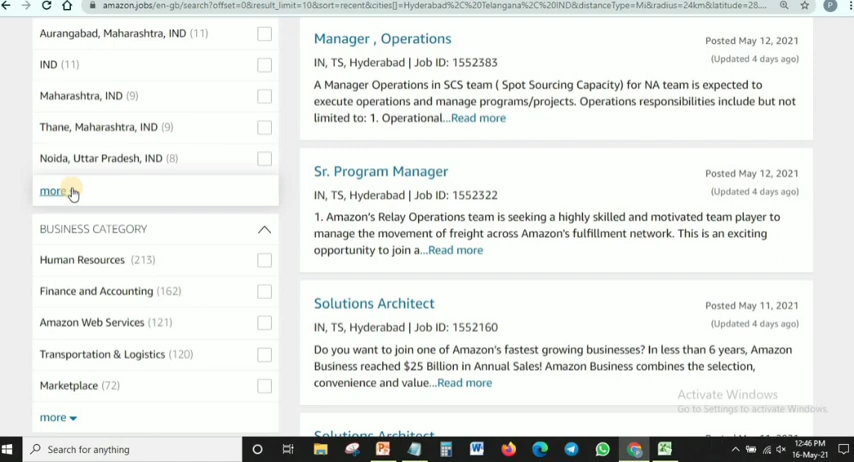 amazon.jobs/en-gb/search?offset=0&result_limit=10&sort=recent&cities[]=Hyderabad%2C%20Telangana%2C%20IND&distanceType=Mi&radius=24km&latitude=28....
P
Aurangabad, Maharashtra, IND (11)
IND (11)
Maharashtra, IND (9)
Thane, Maharashtra, IND (9)
Noida, Uttar Pradesh, IND (8)
more
BUSINESS CATEGORY
Human Resources (213)
Finance and Accounting (162)
Amazon Web Services (121)
Transportation & Logistics (120)
Marketplace (72)
more
Manager , Operations
Posted May 12, 2021
IN, TS, Hyderabad | Job ID: 1552383
(Updated 4 days ago)
A Manager Operations in SCS team ( Spot Sourcing Capacity) for NA team is expected to
execute operations and manage programs/projects. Operations responsibilities include but not
limited to: 1. Operational...Read more
Sr. Program Manager
Posted May 12, 2021
IN, TS, Hyderabad | Job ID: 1552322
(Updated 4 days ago)
1. Amazon's Relay Operations team is seeking a highly skilled and motivated team player to
manage the movement of freight across Amazon's fulfillment network. This is an exciting
opportunity to join a...Read more
Solutions Architect
Posted May 11, 2021
IN, TS, Hyderabad | Job ID: 1552160
(Updated 4 days ago)
Do you want to join one of Amazon's fastest growing businesses? In less than 6 years, Amazon
Business reached $25 Billion in Annual Sales! Amazon Business combines the selection,
convenience and value...Read more
Activate Windows
Go to Settings to activate Windows.
Solutions Architect
Search for anything
12:46 PM
16-May-21